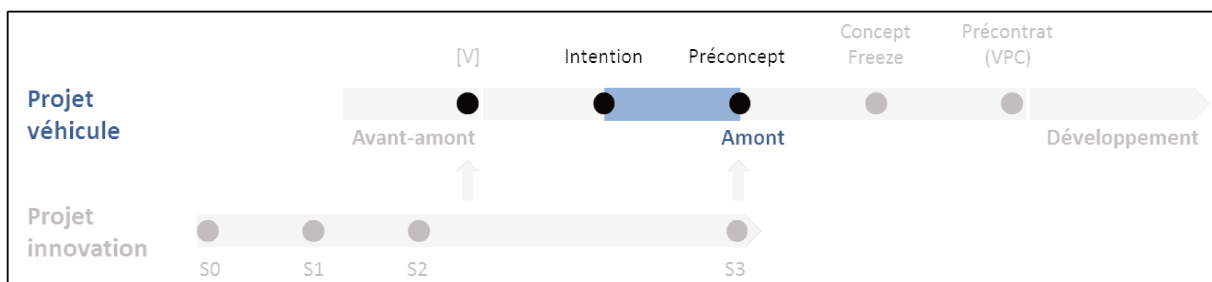 Concept
Freeze
Précontrat
(VPC)
[V]
Intention
Préconcept
Projet
véhicule
Avant-amont
Amont
Développement
Projet
innovation
S0
S1
S2
S3